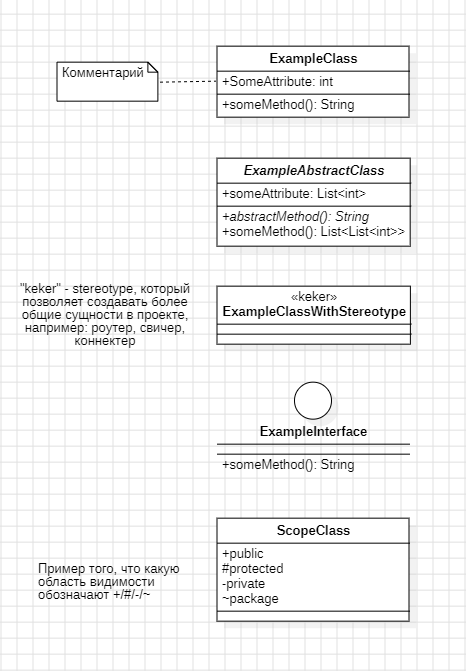 ExampleClass
Комментарий
+SomeAttribute: int
+someMethod(): String
ExampleAbstractClass
+someAttribute: List<int>
+abstractMethod(): String
+someMethod(): List<List<int>>
"keker" - stereotype, который
позволяет создавать более
общие сущности в проекте,
например: роутер, свичер,
коннектер
«keker»
ExampleClassWithStereotype
ExampleInterface
+someMethod(): String
ScopeClass
+public
#protected
-private
~package
Пример того, что какую
область видимости
обозначают +/#/-/~